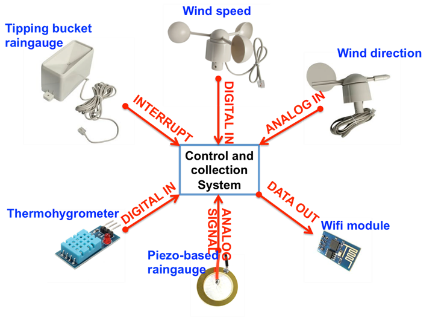 Wind speed
Tipping bucket
raingauge
Wind direction
INTERRUPT
DIGITAL IN
ANALOG IN
Control and
collection
System
DIGITAL IN
DATA OUT
Thermohygrometer
ANALOG
SIGNAL
Wifi module
Piezo-based
raingauge